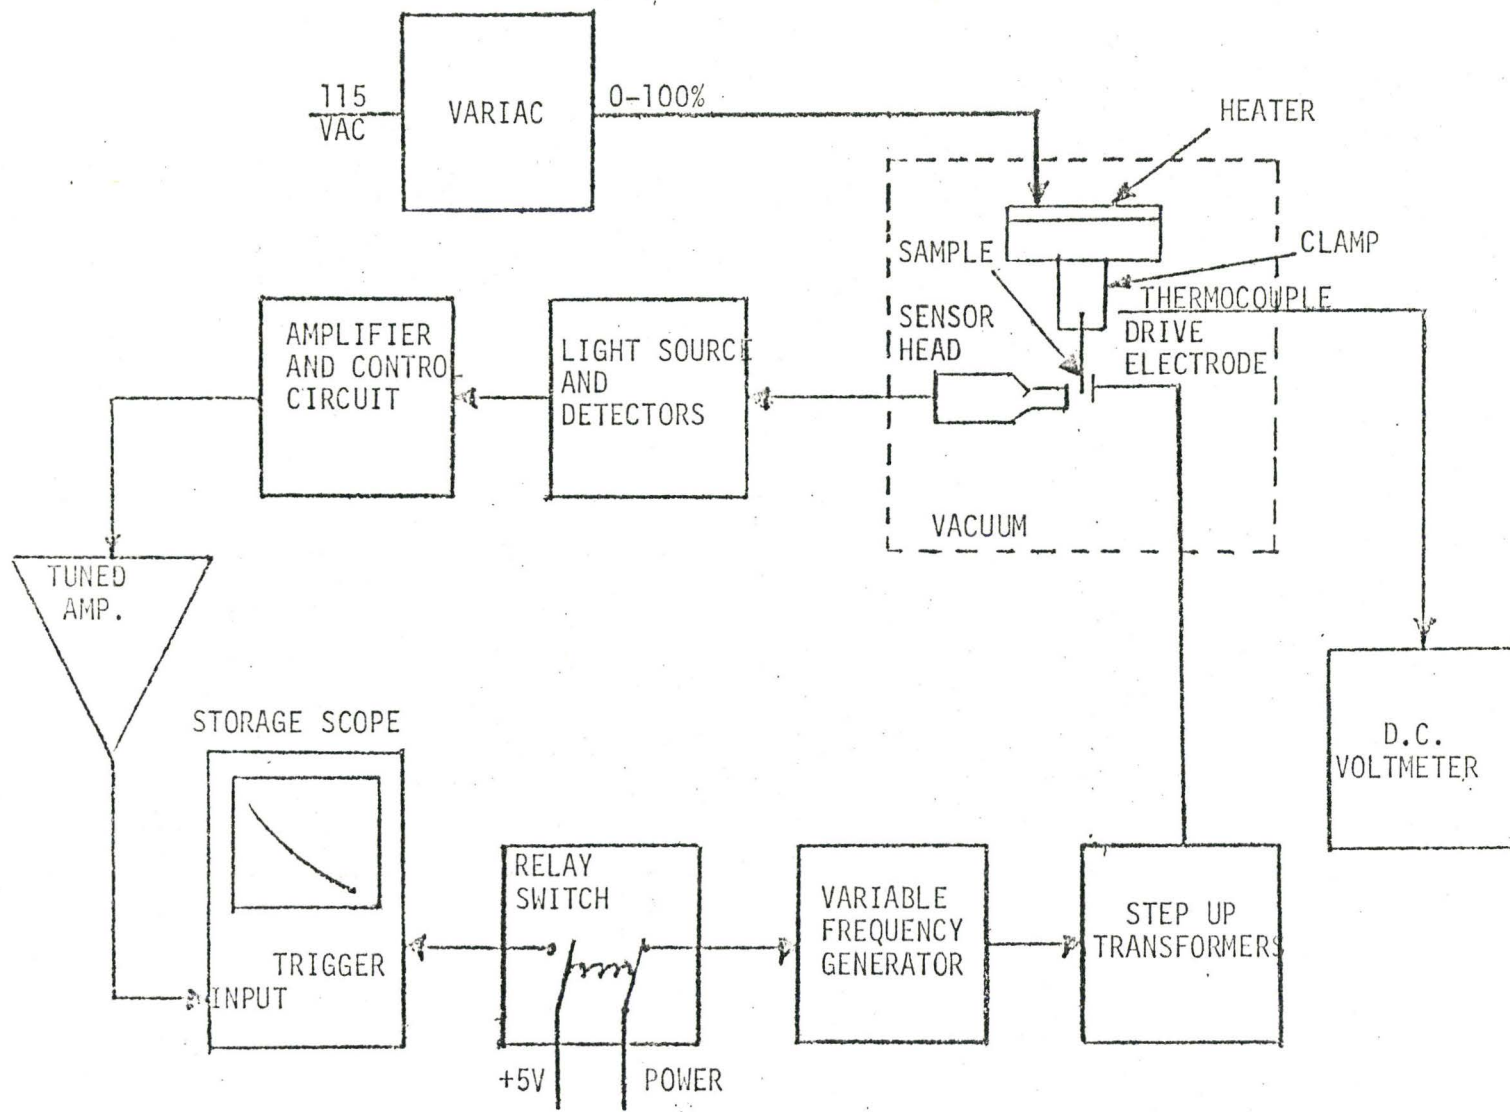 115
VAC
VARIAC
0-100%
HEATER
SAMPLE
CLAMP
THERMOCOUPLE
DRIVE
ELECTRODE
SENSOR
HEAD
VACUUM
AMPLIFIER
AND CONTRO
CIRCUIT
LIGHT SOURCE
AND
DETECTORS
TUNED
AMP.
STORAGE SCOPE
TRIGGER
INPUT
RELAY
SWITCH
+5V
POWER
VARIABLE
FREQUENCY
GENERATOR
STEP UP
TRANSFORMERS
D.C.
VOLTMETER